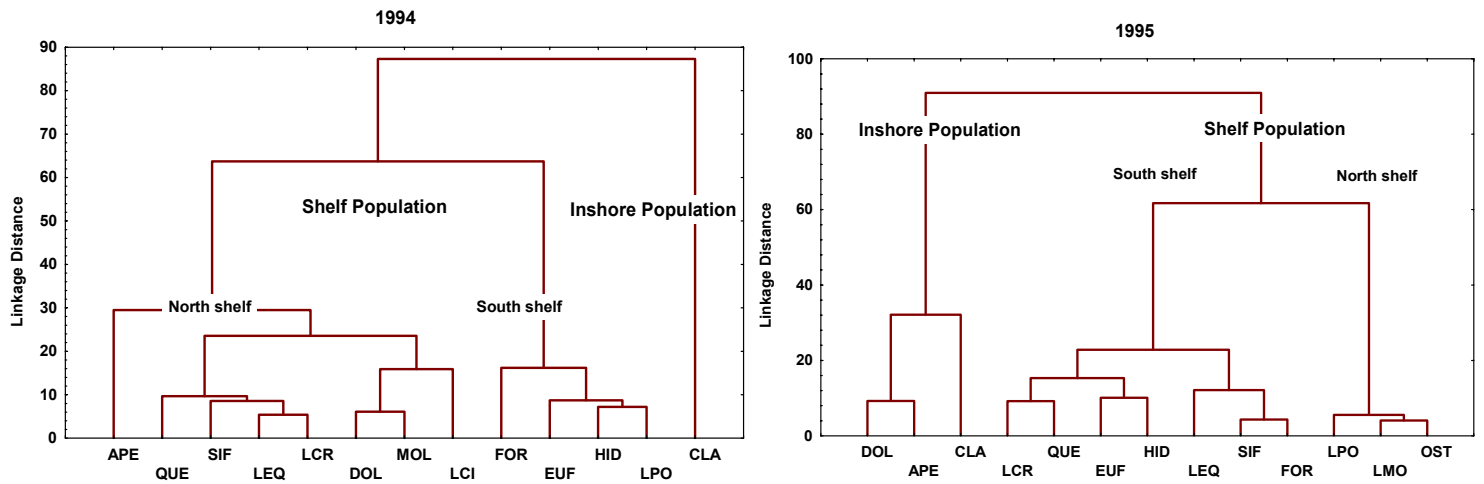 1994
90
80
70
60
50
40
30
20
10
0
Linkage Distance
Shelf Population
Inshore Population
North shelf
South shelf
APE SIF LCR MOL FOR HID CLA
QUE LEQ DOL LCI EUF LPO
1995
100
80
60
40
20
0
Linkage Distance
Inshore Population
Shelf Population
South shelf
North shelf
DOL CLA QUE HID SIF LPO OST
APE LCR EUF LEQ FOR LMO